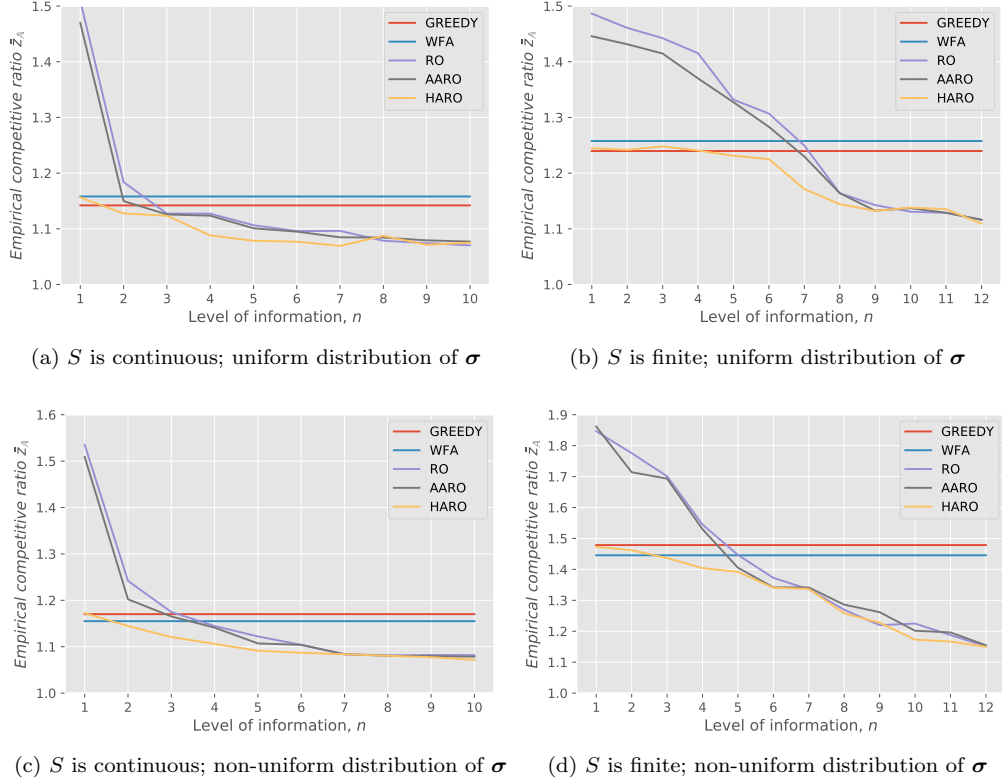 1.5
1.4
1.3
1.2
1.1
1.0
Empirical competitive ratio z̄_𝔸
GREEDY
WFA
RO
AARO
HARO
1 2 3 4 5 6 7 8 9 10
Level of information, n
(a) S is continuous; uniform distribution of σ
1.5
1.4
1.3
1.2
1.1
1.0
Empirical competitive ratio z̄_𝔸
GREEDY
WFA
RO
AARO
HARO
1 2 3 4 5 6 7 8 9 10 11 12
Level of information, n
(b) S is finite; uniform distribution of σ
1.6
1.5
1.4
1.3
1.2
1.1
1.0
Empirical competitive ratio z̄_𝔸
GREEDY
WFA
RO
AARO
HARO
1 2 3 4 5 6 7 8 9 10
Level of information, n
(c) S is continuous; non-uniform distribution of σ
1.9
1.8
1.7
1.6
1.5
1.4
1.3
1.2
1.1
1.0
Empirical competitive ratio z̄_𝔸
GREEDY
WFA
RO
AARO
HARO
1 2 3 4 5 6 7 8 9 10 11 12
Level of information, n
(d) S is finite; non-uniform distribution of σ